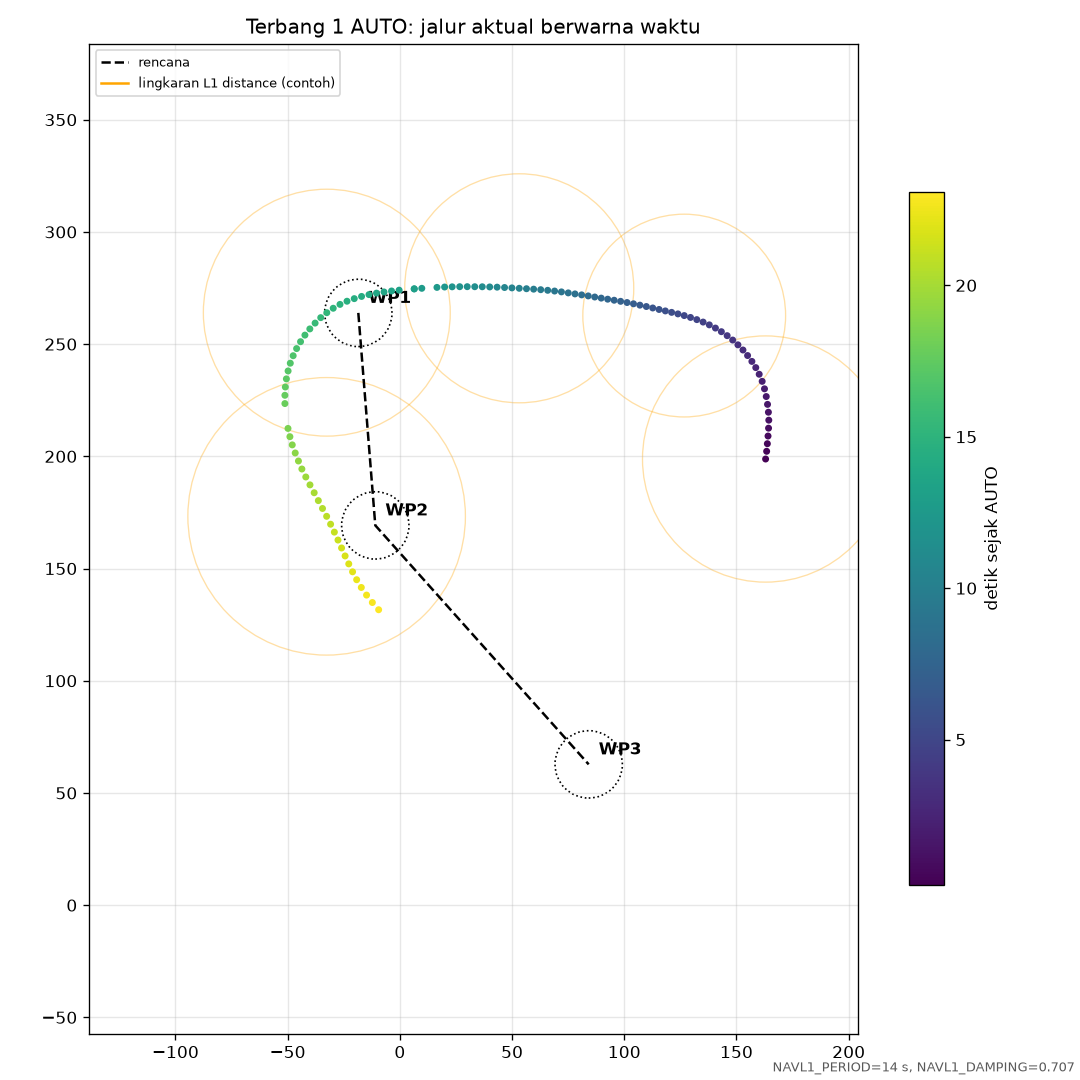 Terbang 1 AUTO: jalur aktual berwarna waktu
rencana
lingkaran L1 distance (contoh)
350
300
250
200
150
100
50
0
−50
−100
−50
0
50
100
150
200
WP1
WP2
WP3
20
15
10
5
detik sejak AUTO
NAVL1_PERIOD=14 s, NAVL1_DAMPING=0.707